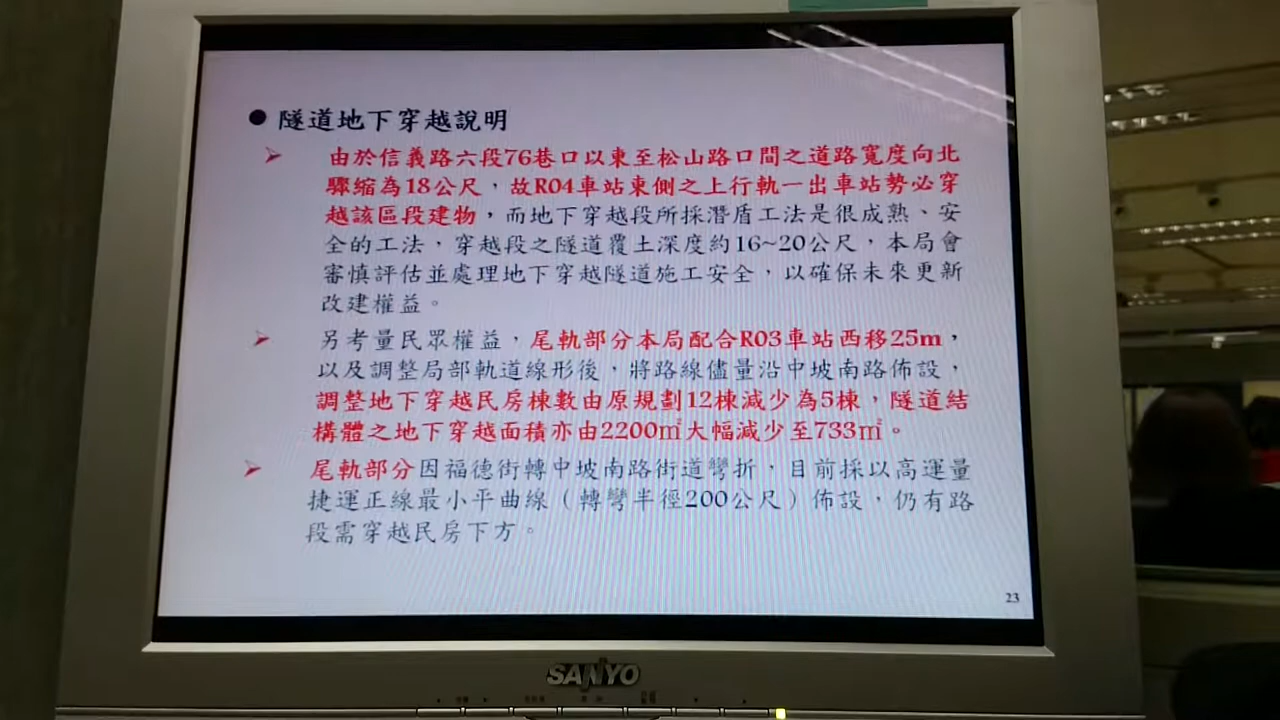 ● 隧道地下穿越說明
➢ 由於信義路六段76巷口以東至松山路口間之道路寬度向北
驟縮為18公尺，故R04車站東側之上行軌一出車站勢必穿
越該區段建物，而地下穿越段所採潛盾工法是很成熟、安
全的工法，穿越段之隧道覆土深度約16~20公尺，本局會
審慎評估並處理地下穿越隧道施工安全，以確保未來更新
改建權益。
➢ 另考量民眾權益，尾軌部分本局配合R03車站西移25m，
以及調整局部軌道線形後，將路線儘量沿中坡南路佈設，
調整地下穿越民房棟數由原規劃12棟減少為5棟，隧道結
構體之地下穿越面積亦由2200㎡大幅減少至733㎡。
➢ 尾軌部分因福德街轉中坡南路街道彎折，目前採以高運量
捷運正線最小平曲線（轉彎半徑200公尺）佈設，仍有路
段需穿越民房下方。
23
SANYO